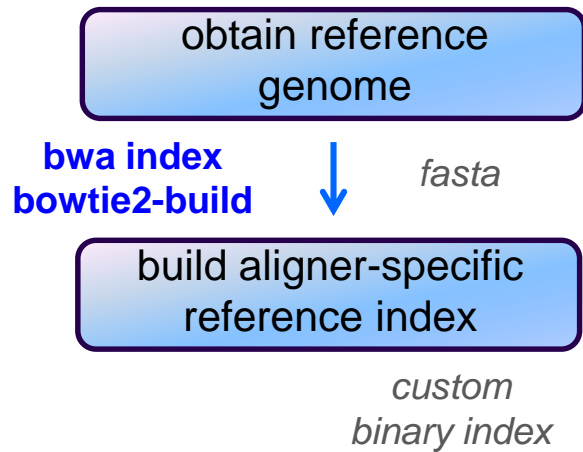 obtain reference
genome
bwa index
bowtie2-build
fasta
build aligner-specific
reference index
custom
binary index